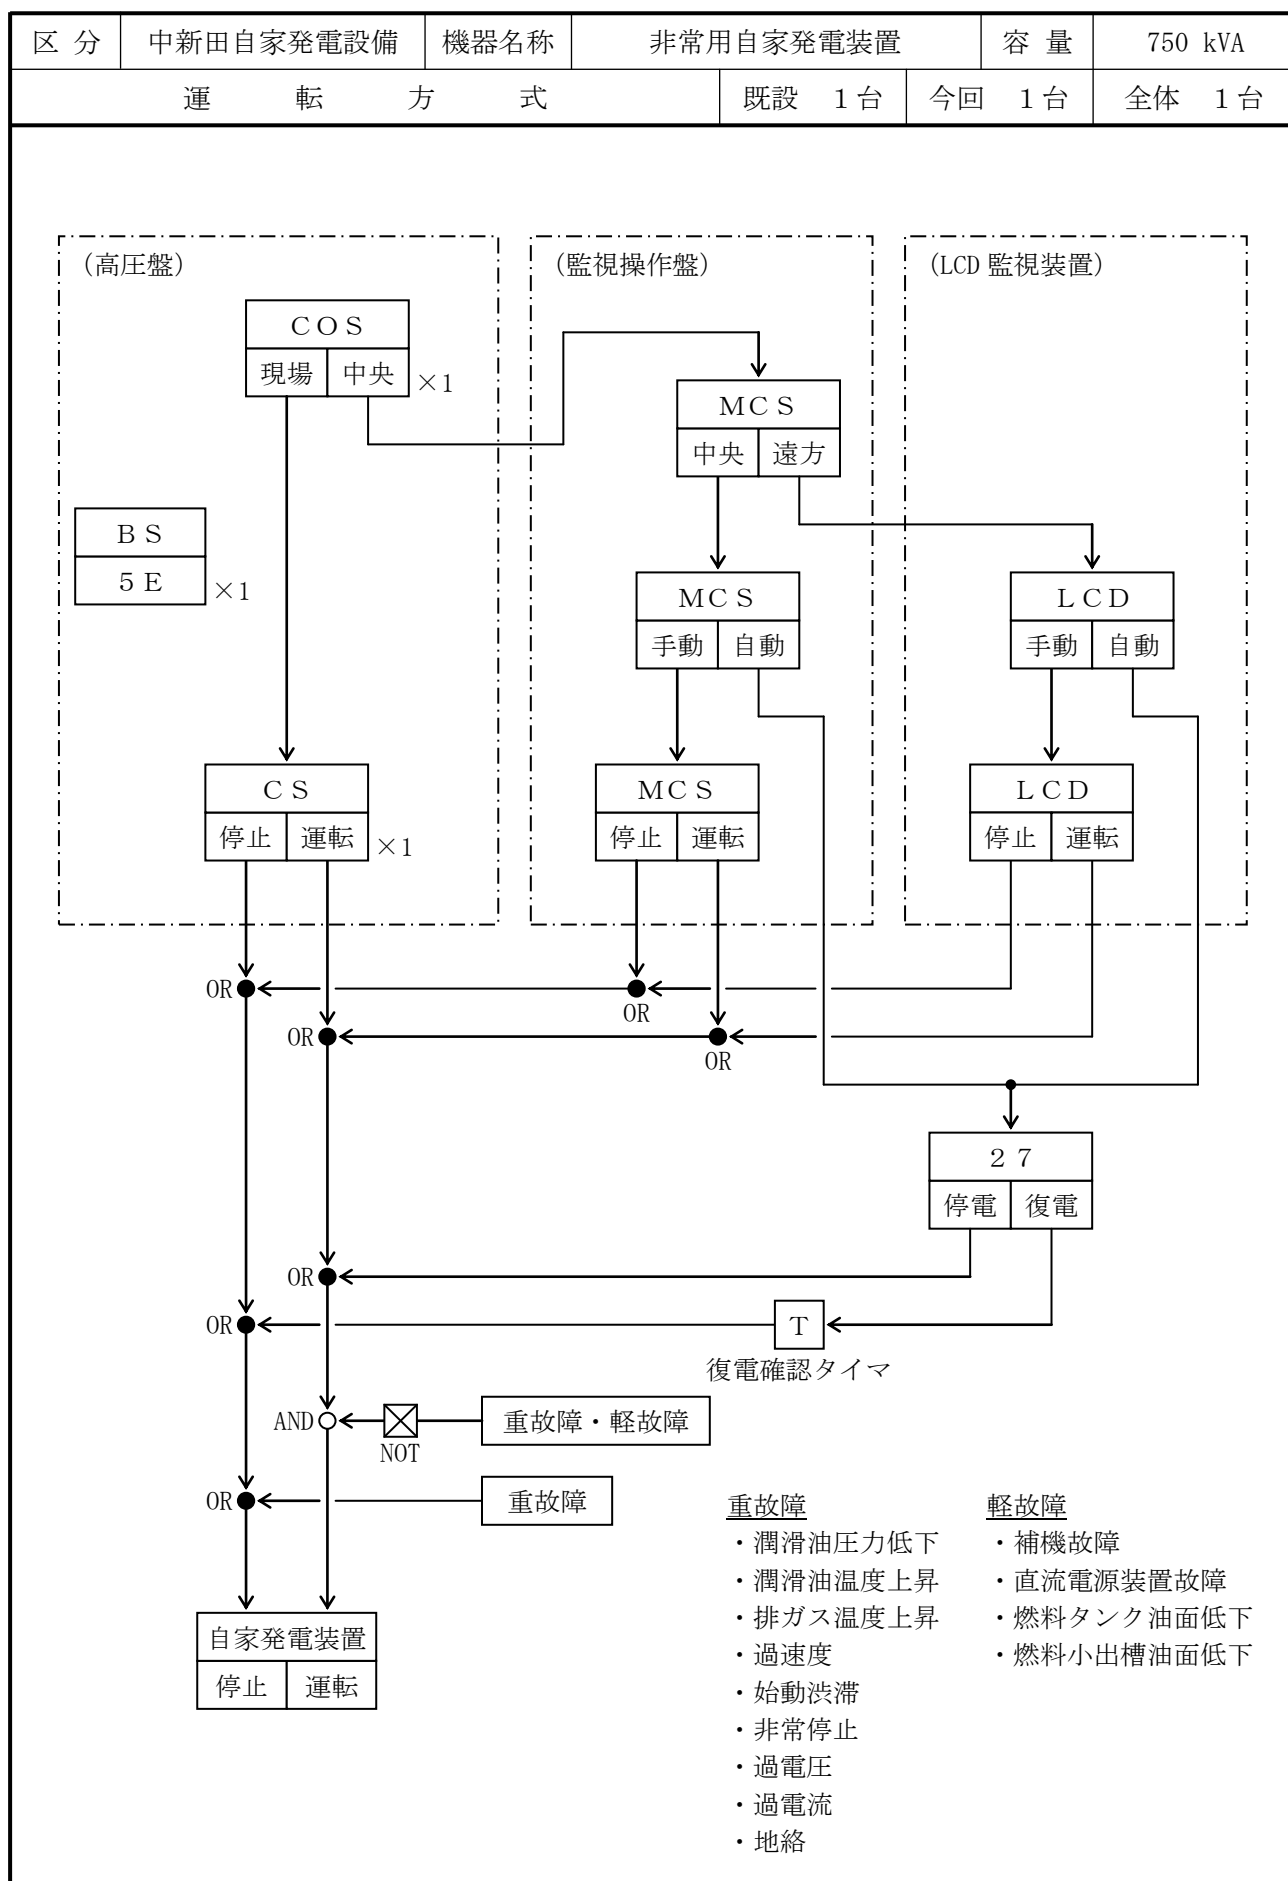 区 分 中新田自家発電設備 機器名称 非常用自家発電装置 容 量 750 kVA
運 転 方 式 既設 1台 今回 1台 全体 1台
(高圧盤) (監視操作盤) (LCD 監視装置)
COS
現場 中央 ×1
MCS
中央 遠方
BS
5E ×1
MCS
手動 自動
LCD
手動 自動
CS
停止 運転 ×1
MCS
停止 運転
LCD
停止 運転
OR
OR
OR
OR
27
停電 復電
OR
OR
T
復電確認タイマ
AND
NOT
重故障・軽故障
OR
重故障
自家発電装置
停止 運転
重故障
・潤滑油圧力低下
・潤滑油温度上昇
・排ガス温度上昇
・過速度
・始動渋滞
・非常停止
・過電圧
・過電流
・地絡
軽故障
・補機故障
・直流電源装置故障
・燃料タンク油面低下
・燃料小出槽油面低下